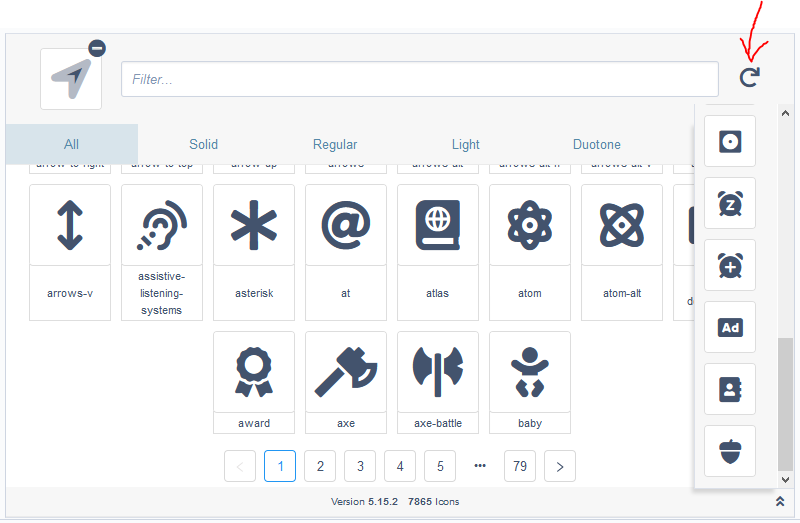 Filter...
All Solid Regular Light Duotone
arrow-to-right arrow-to-top arrow-up arrows arrows-alt arrows-alt-h arrows-alt-v
arrows-v
assistive-
listening-
systems
asterisk
at
atlas
atom
atom-alt
Z
Ad
award axe axe-battle baby
1 2 3 4 5 ••• 79
Version 5.15.2 7865 Icons